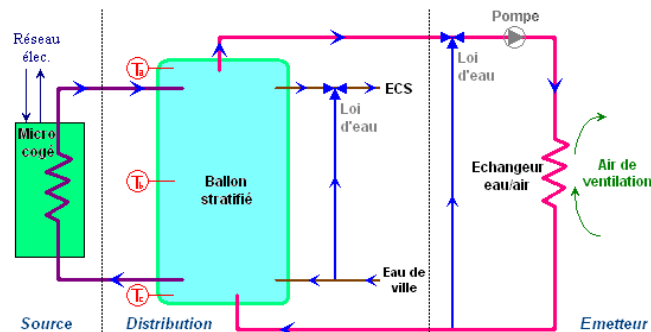 Pompe
Réseau
élec.
Ta
Loi
d'eau
ECS
Loi
d'eau
Micro
cogé
Tb
Ballon
stratifié
Echangeur
eau/air
Air de
ventilation
Eau de
ville
Tc
Source
Distribution
Emetteur